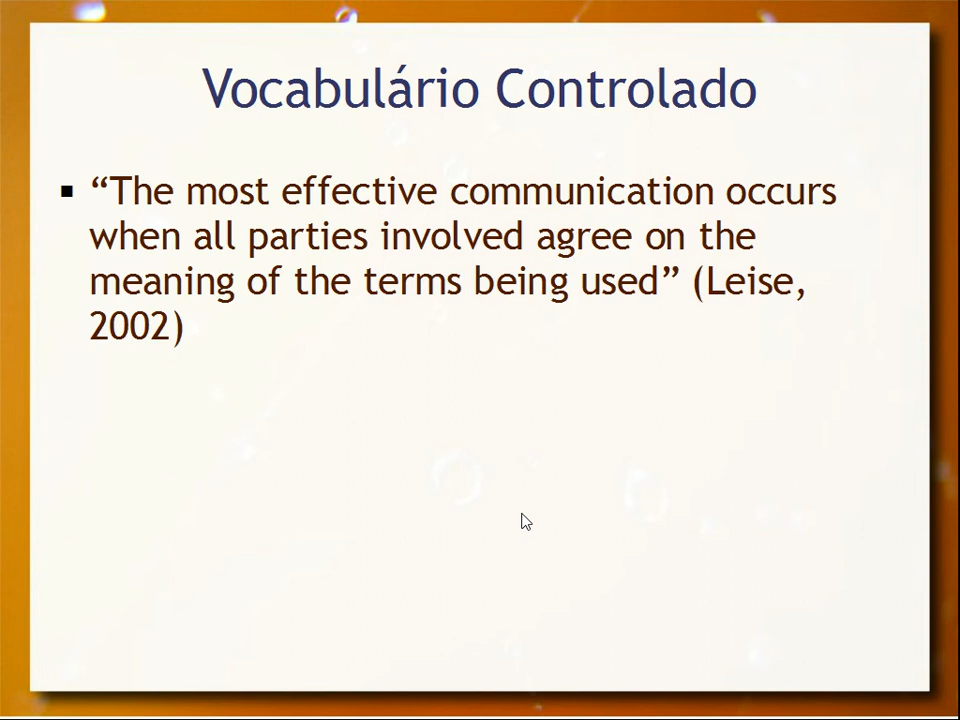 Vocabulário Controlado
▪ “The most effective communication occurs
when all parties involved agree on the
meaning of the terms being used” (Leise,
2002)